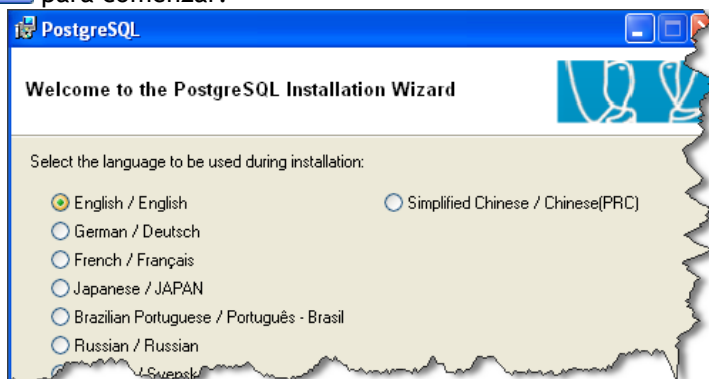 para comenzar.
PostgreSQL
Welcome to the PostgreSQL Installation Wizard
Select the language to be used during installation:
English / English
Simplified Chinese / Chinese(PRC)
German / Deutsch
French / Français
Japanese / JAPAN
Brazilian Portuguese / Português - Brasil
Russian / Russian